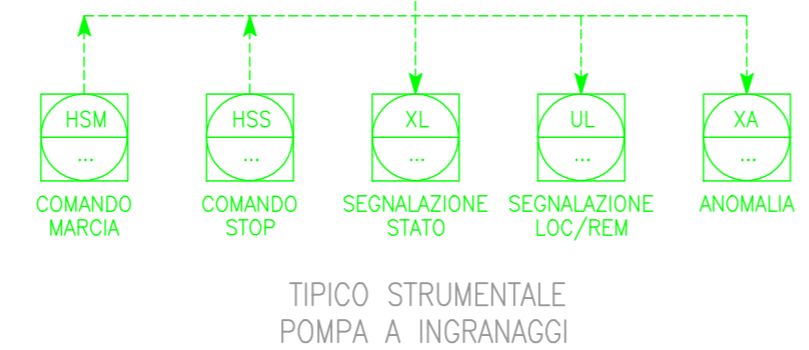 HSM HSS XL UL XA
... ... ... ... ...
COMANDO COMANDO SEGNALAZIONE SEGNALAZIONE ANOMALIA
MARCIA STOP STATO LOC/REM
TIPICO STRUMENTALE
POMPA A INGRANAGGI